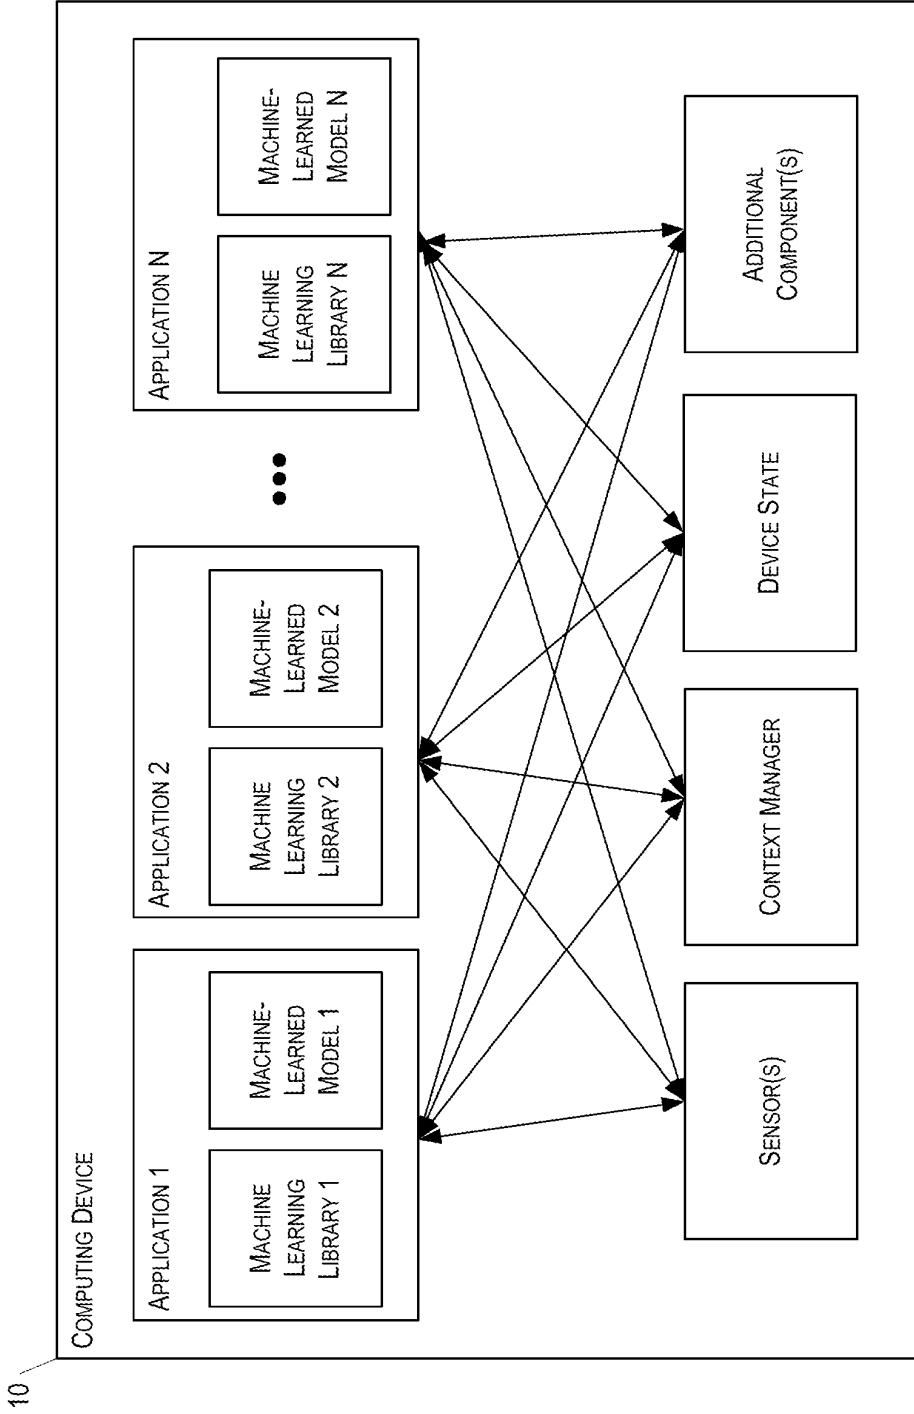 10
COMPUTING DEVICE
APPLICATION 1
MACHINE
LEARNING
LIBRARY 1
MACHINE-
LEARNED
MODEL 1
APPLICATION 2
MACHINE
LEARNING
LIBRARY 2
MACHINE-
LEARNED
MODEL 2
APPLICATION N
MACHINE
LEARNING
LIBRARY N
MACHINE-
LEARNED
MODEL N
SENSOR(S)
CONTEXT MANAGER
DEVICE STATE
ADDITIONAL
COMPONENT(S)